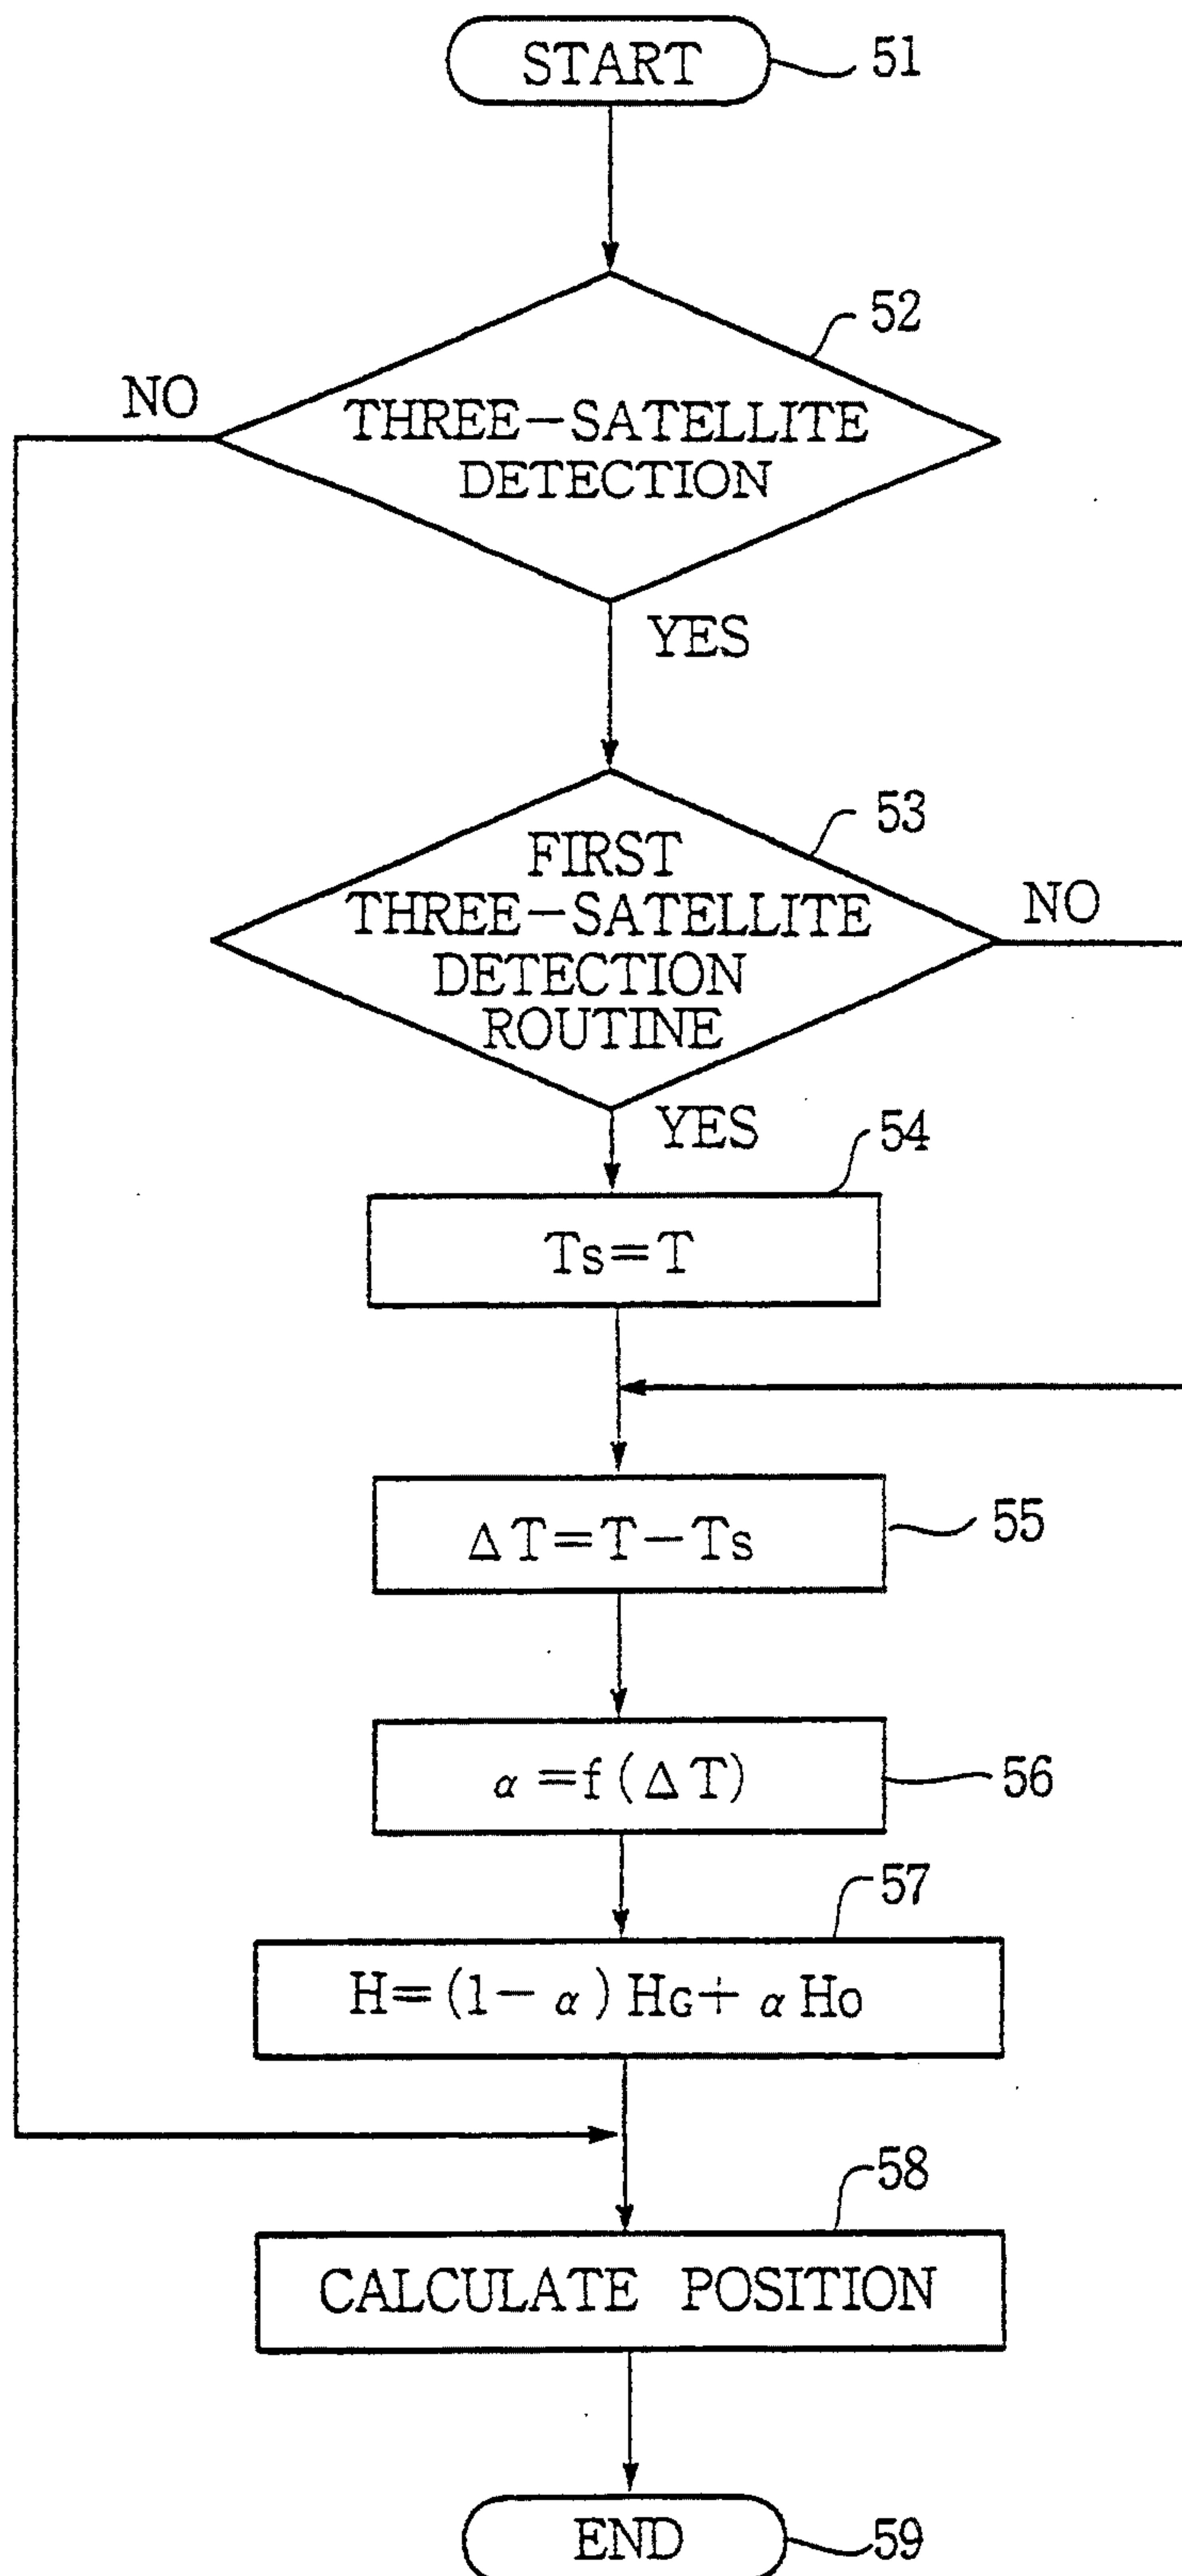 START 51
52
NO
THREE-SATELLITE
DETECTION
YES
53
FIRST
THREE-SATELLITE
DETECTION
ROUTINE
NO
YES
54
Ts=T
ΔT=T-Ts
55
α=f(ΔT)
56
57
H=(1-α)HG+αHO
58
CALCULATE POSITION
END 59